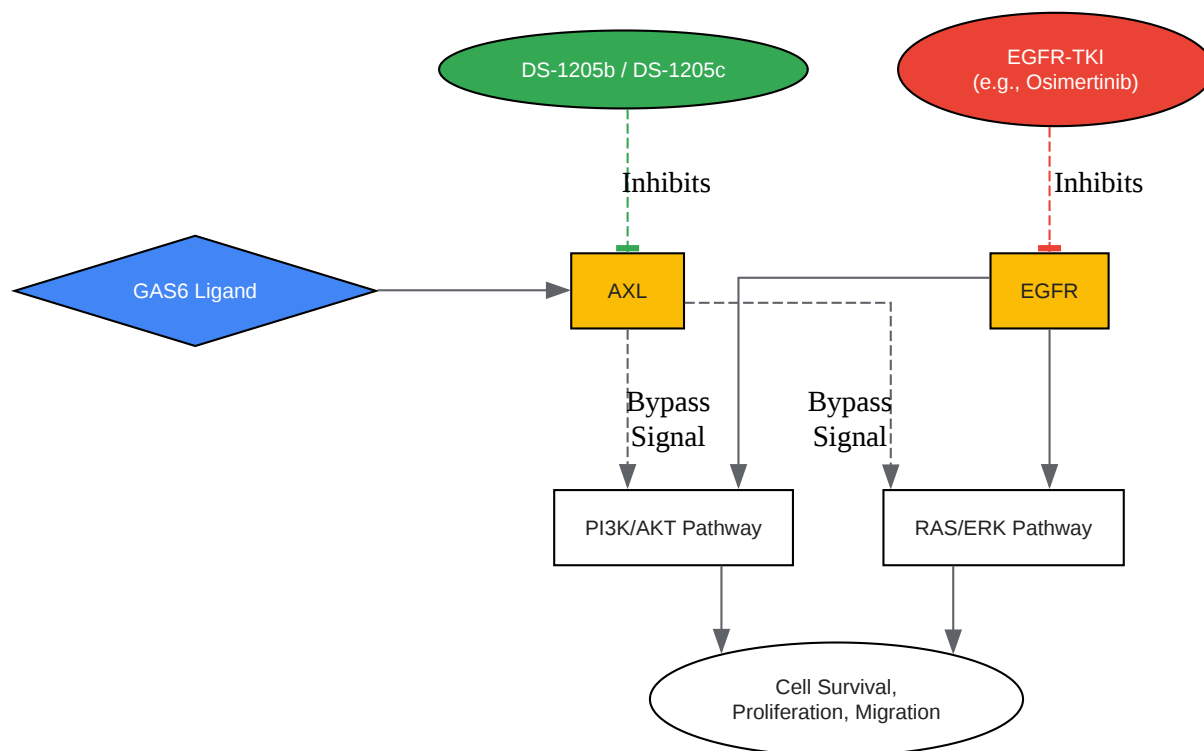 DS-1205b / DS-1205c
EGFR-TKI
(e.g., Osimertinib)
Inhibits
Inhibits
GAS6 Ligand
AXL
EGFR
Bypass
Signal
Bypass
Signal
PI3K/AKT Pathway
RAS/ERK Pathway
Cell Survival,
Proliferation, Migration